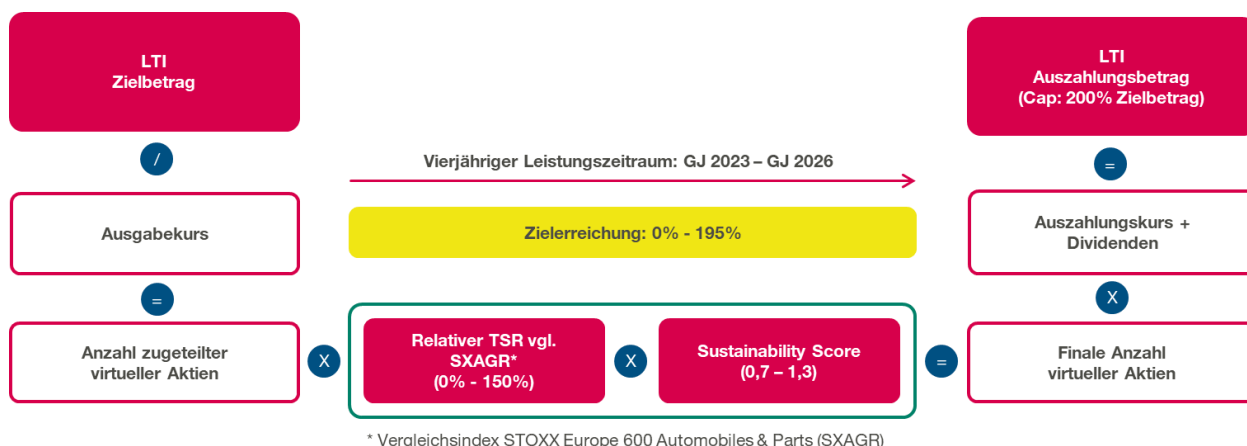 LTI
Zielbetrag
LTI
Auszahlungsbetrag
(Cap: 200% Zielbetrag)
/
Vierjähriger Leistungszeitraum: GJ 2023 – GJ 2026
=
Ausgabekurs
Zielerreichung: 0% - 195%
Auszahlungskurs +
Dividenden
=
X
Anzahl zugeteilter
virtueller Aktien
X
Relativer TSR vgl.
SXAGR*
(0% - 150%)
X
Sustainability Score
(0,7 – 1,3)
=
Finale Anzahl
virtueller Aktien
* Vergleichsindex STOXX Europe 600 Automobiles & Parts (SXAGR)